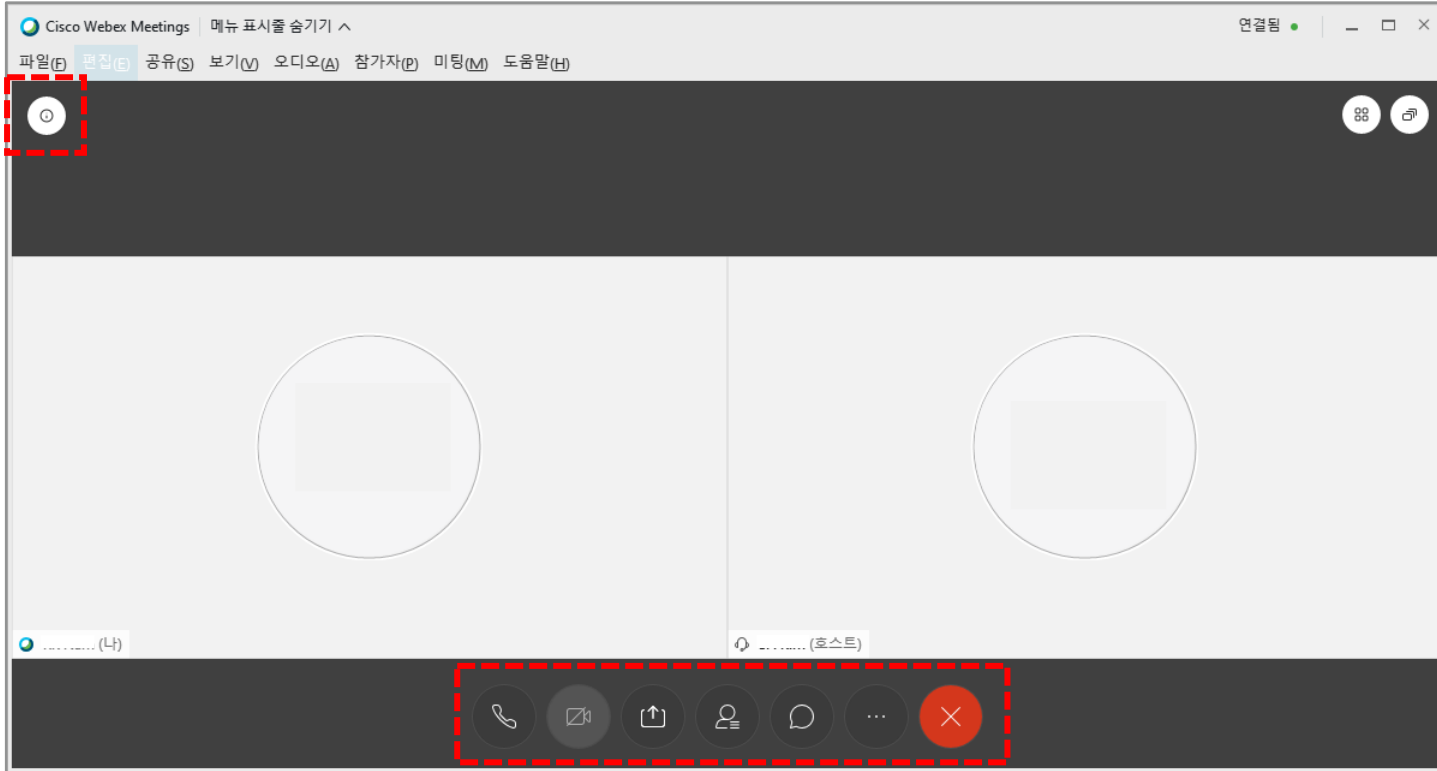 Cisco Webex Meetings 메뉴 표시줄 숨기기 연결됨
파일(F) 편집(E) 공유(S) 보기(V) 오디오(A) 참가자(P) 미팅(M) 도움말(H)
(나)
(호스트)